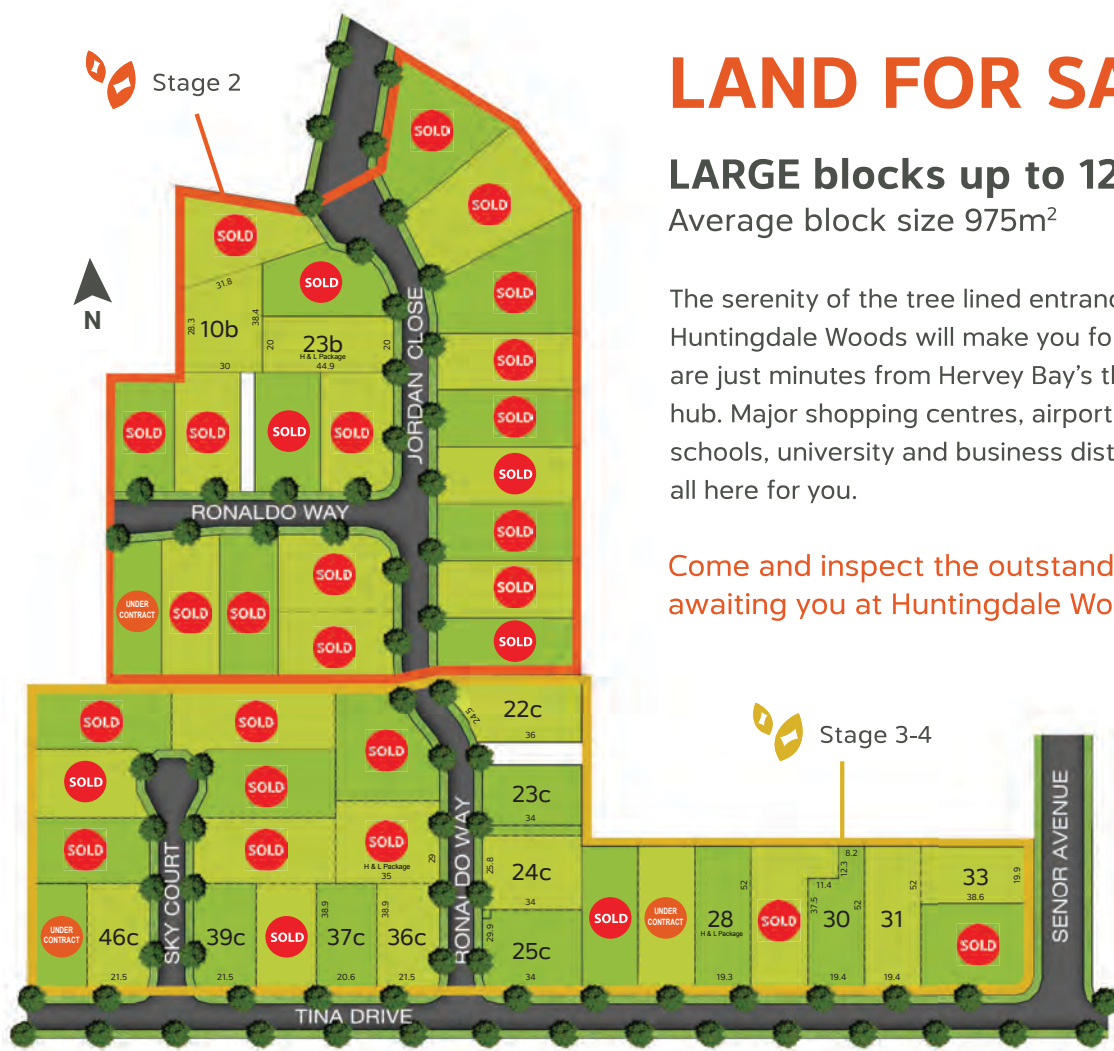 Stage 2
LAND FOR SA
LARGE blocks up to 12
Average block size 975m²
The serenity of the tree lined entranc
Huntingdale Woods will make you fo
are just minutes from Hervey Bay's th
hub. Major shopping centres, airport
schools, university and business dist
all here for you.
Come and inspect the outstand
awaiting you at Huntingdale Wo
N
SOLD
SOLD
SOLD
SOLD
SOLD
31.8
28.3
10b
38.4
30
20
23b
20
H & L Package
44.9
JORDAN CLOSE
SOLD
SOLD
SOLD
SOLD
SOLD
SOLD
SOLD
SOLD
SOLD
SOLD
RONALDO WAY
UNDER
CONTRACT
SOLD
SOLD
SOLD
SOLD
Stage 3-4
SOLD
SOLD
SOLD
SOLD
SOLD
SOLD
SOLD
SOLD
H & L Package
35
29
24.5
22c
36
23c
34
25.8
24c
34
29.9
25c
34
SKY COURT
RONALDO WAY
UNDER
CONTRACT
46c
21.5
39c
21.5
SOLD
38.9
37c
20.6
38.9
36c
21.5
SOLD
UNDER
CONTRACT
28
H & L Package
52
19.3
SOLD
8.2
12.3
11.4
37.5
30
52
19.4
31
52
19.4
33
38.6
19.9
SOLD
SENOR AVENUE
TINA DRIVE